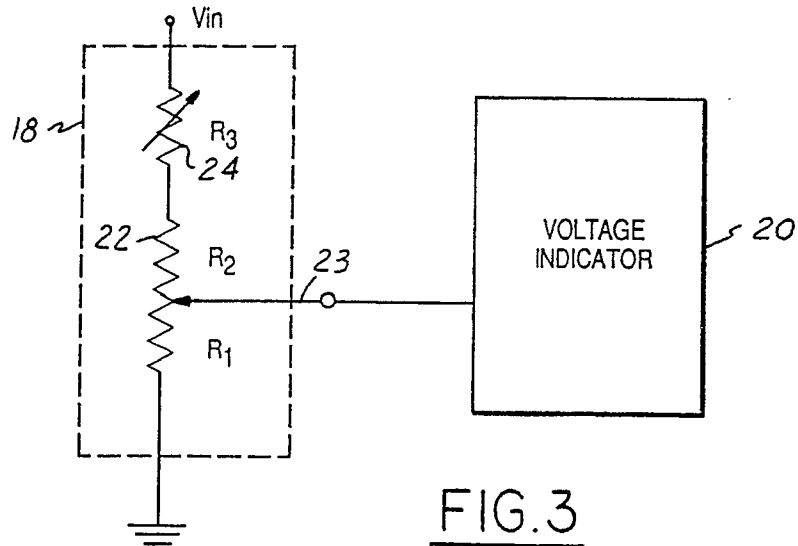 Vin
18
R3
24
22
R2
23
R1
VOLTAGE
INDICATOR
20
FIG.3